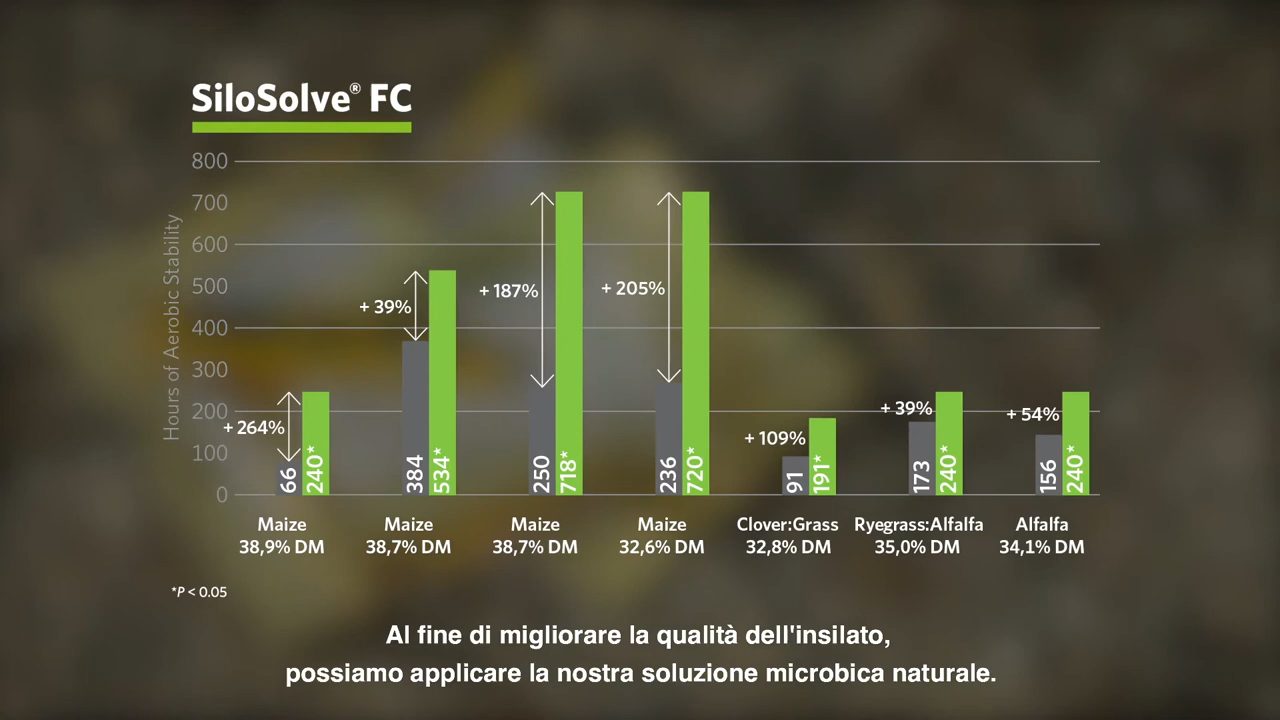 SiloSolve® FC
Hours of Aerobic Stability
800
700
600
500
400
300
200
100
0
+ 264%
+ 39%
+ 187%
+ 205%
+ 109%
+ 39%
+ 54%
66
240*
384
534*
250
718*
236
720*
91
191*
173
240*
156
240*
Maize
38,9% DM
Maize
38,7% DM
Maize
38,7% DM
Maize
32,6% DM
Clover:Grass
32,8% DM
Ryegrass:Alfalfa
35,0% DM
Alfalfa
34,1% DM
*P < 0.05
Al fine di migliorare la qualità dell'insilato,
possiamo applicare la nostra soluzione microbica naturale.